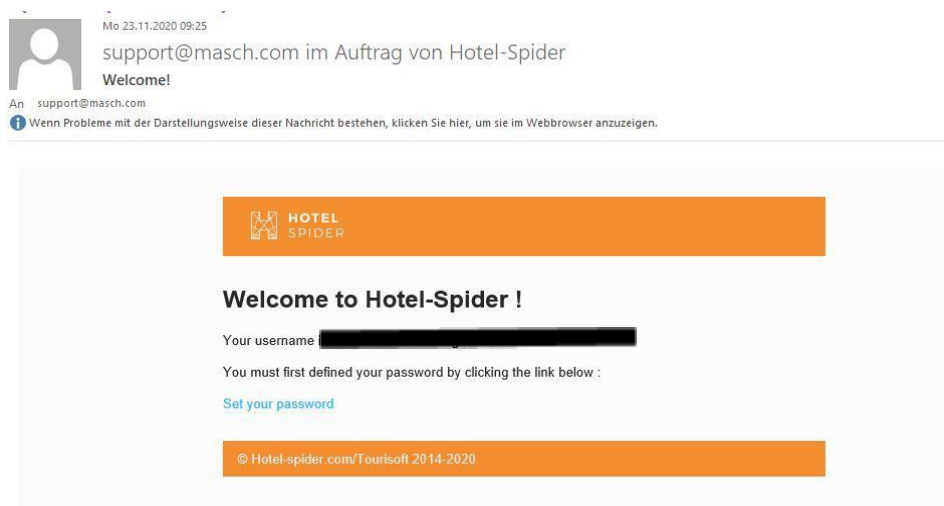 Mo 23.11.2020 09:25
support@masch.com im Auftrag von Hotel-Spider
Welcome!
An support@masch.com
Wenn Probleme mit der Darstellungsweise dieser Nachricht bestehen, klicken Sie hier, um sie im Webbrowser anzuzeigen.
HOTEL
SPIDER
Welcome to Hotel-Spider !
Your username
You must first defined your password by clicking the link below :
Set your password
© Hotel-spider.com/Tourisoft 2014-2020